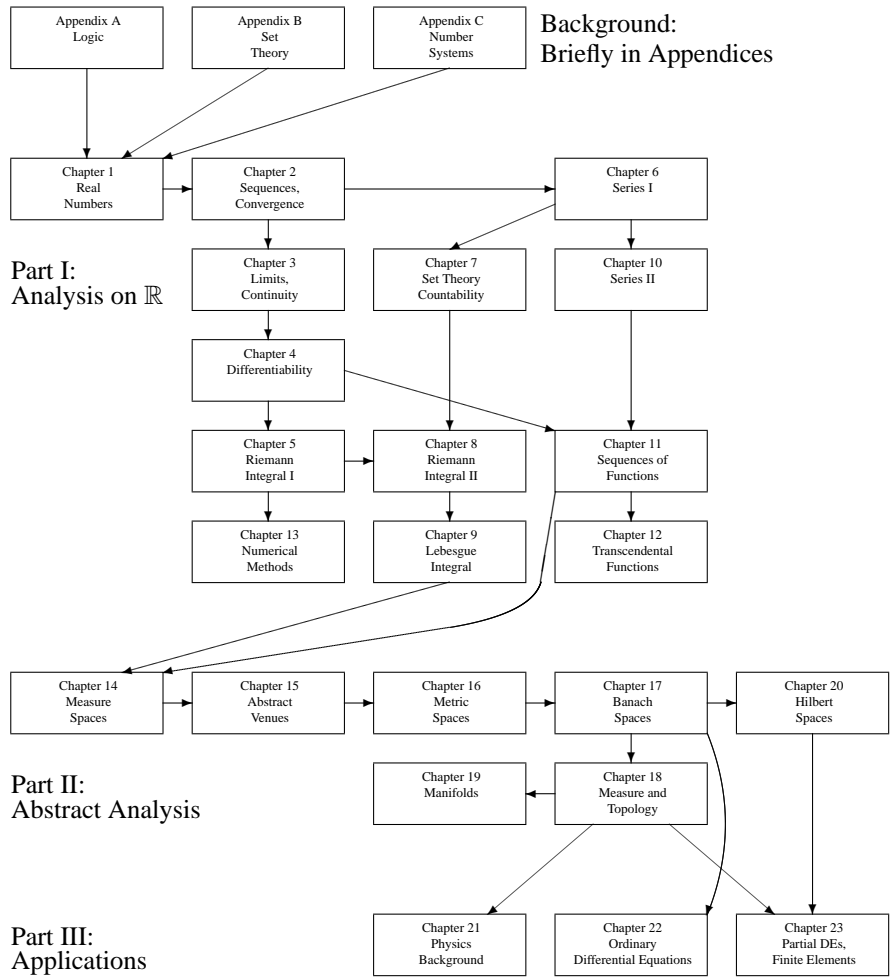 Appendix A
Logic
Appendix B
Set
Theory
Appendix C
Number
Systems
Background:
Briefly in Appendices
Chapter 1
Real
Numbers
Chapter 2
Sequences,
Convergence
Chapter 6
Series I
Part I:
Analysis on ℝ
Chapter 3
Limits,
Continuity
Chapter 7
Set Theory
Countability
Chapter 10
Series II
Chapter 4
Differentiability
Chapter 5
Riemann
Integral I
Chapter 8
Riemann
Integral II
Chapter 11
Sequences of
Functions
Chapter 13
Numerical
Methods
Chapter 9
Lebesgue
Integral
Chapter 12
Transcendental
Functions
Chapter 14
Measure
Spaces
Chapter 15
Abstract
Venues
Chapter 16
Metric
Spaces
Chapter 17
Banach
Spaces
Chapter 20
Hilbert
Spaces
Part II:
Abstract Analysis
Chapter 19
Manifolds
Chapter 18
Measure and
Topology
Part III:
Applications
Chapter 21
Physics
Background
Chapter 22
Ordinary
Differential Equations
Chapter 23
Partial DEs,
Finite Elements